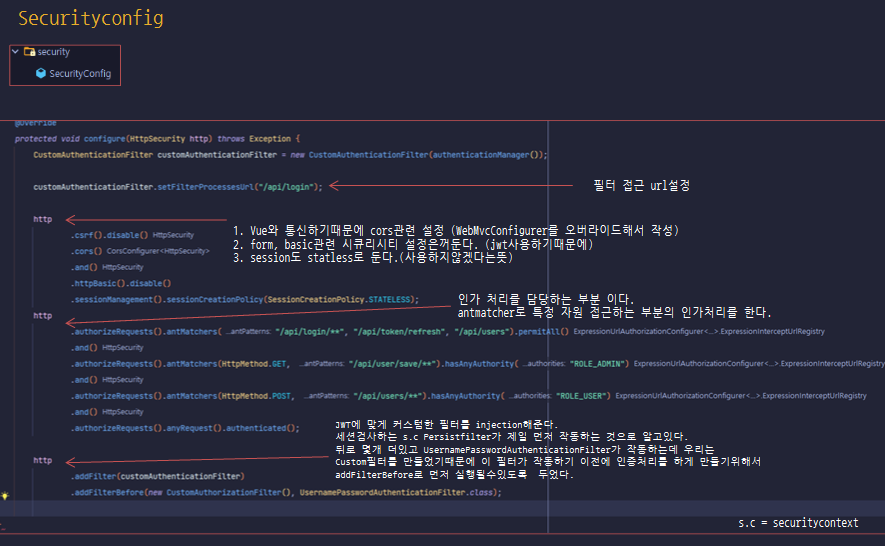 Securityconfig
security
SecurityConfig
@Override
protected void configure(HttpSecurity http) throws Exception {
CustomAuthenticationFilter customAuthenticationFilter = new CustomAuthenticationFilter(authenticationManager());
customAuthenticationFilter.setFilterProcessesUrl("/api/login");
필터 접근 url설정
http
1. Vue와 통신하기때문에 cors관련 설정 (WebMvcConfigurer를 오버라이드해서 작성)
2. form, basic관련 시큐리시티 설정은꺼둔다. (jwt사용하기때문에)
3. session도 statless로 둔다.(사용하지않겠다는뜻)
.csrf().disable() HttpSecurity
.cors() CorsConfigurer<HttpSecurity>
.and() HttpSecurity
.httpBasic().disable()
.sessionManagement().sessionCreationPolicy(SessionCreationPolicy.STATELESS);
인가 처리를 담당하는 부분 이다.
antmatcher로 특정 자원 접근하는 부분의 인가처리를 한다.
http
.authorizeRequests().antMatchers( ...antPatterns: "/api/login/**", "/api/token/refresh", "/api/users").permitAll() ExpressionUrlAuthorizationConfigurer<...>.ExpressionInterceptUrlRegistry
.and() HttpSecurity
.authorizeRequests().antMatchers(HttpMethod.GET, ...antPatterns: "/api/user/save/**").hasAnyAuthority( ...authorities: "ROLE_ADMIN") ExpressionUrlAuthorizationConfigurer<...>.ExpressionInterceptUrlRegistry
.and() HttpSecurity
.authorizeRequests().antMatchers(HttpMethod.POST, ...antPatterns: "/api/users/**").hasAnyAuthority( ...authorities: "ROLE_USER") ExpressionUrlAuthorizationConfigurer<...>.ExpressionInterceptUrlRegistry
.and() HttpSecurity
.authorizeRequests().anyRequest().authenticated();
JWT에 맞게 커스텀한 필터를 injection해준다.
세션검사하는 s.c Persistfilter가 제일 먼저 작동하는 것으로 알고있다.
뒤로 몇개 더있고 UsernamePasswordAuthenticationFilter가 작동하는데 우리는
Custom필터를 만들었기때문에 이 필터가 작동하기 이전에 인증처리를 하게 만들기위해서
addFilterBefore로 먼저 실행될수있도록 두었다.
http
.addFilter(customAuthenticationFilter)
.addFilterBefore(new CustomAuthorizationFilter(), UsernamePasswordAuthenticationFilter.class);
s.c = securitycontext